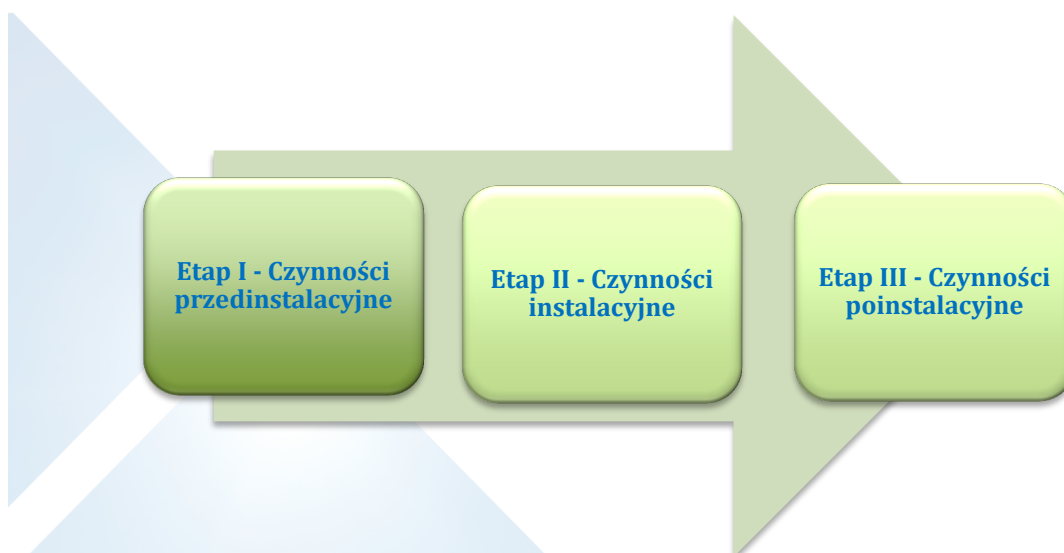 Etap I - Czynności
przedinstalacyjne
Etap II - Czynności
instalacyjne
Etap III - Czynności
poinstalacyjne